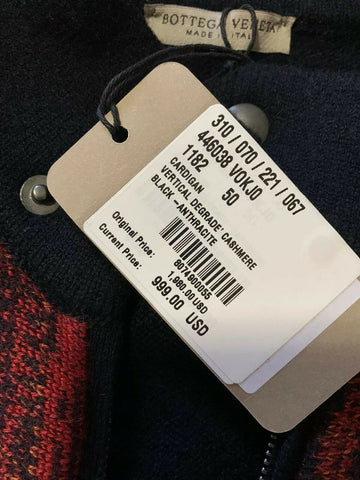 BOTTEGA VENETA
MADE IN ITALY
310 / 070 / 221 / 067
446038 VOKJ0
1182 50
CARDIGAN
VERTICAL DEGRADE' CASHMERE
BLACK -ANTHRACITE
8074900055
Original Price: 1,980.00 USD
Current Price: 999.00 USD